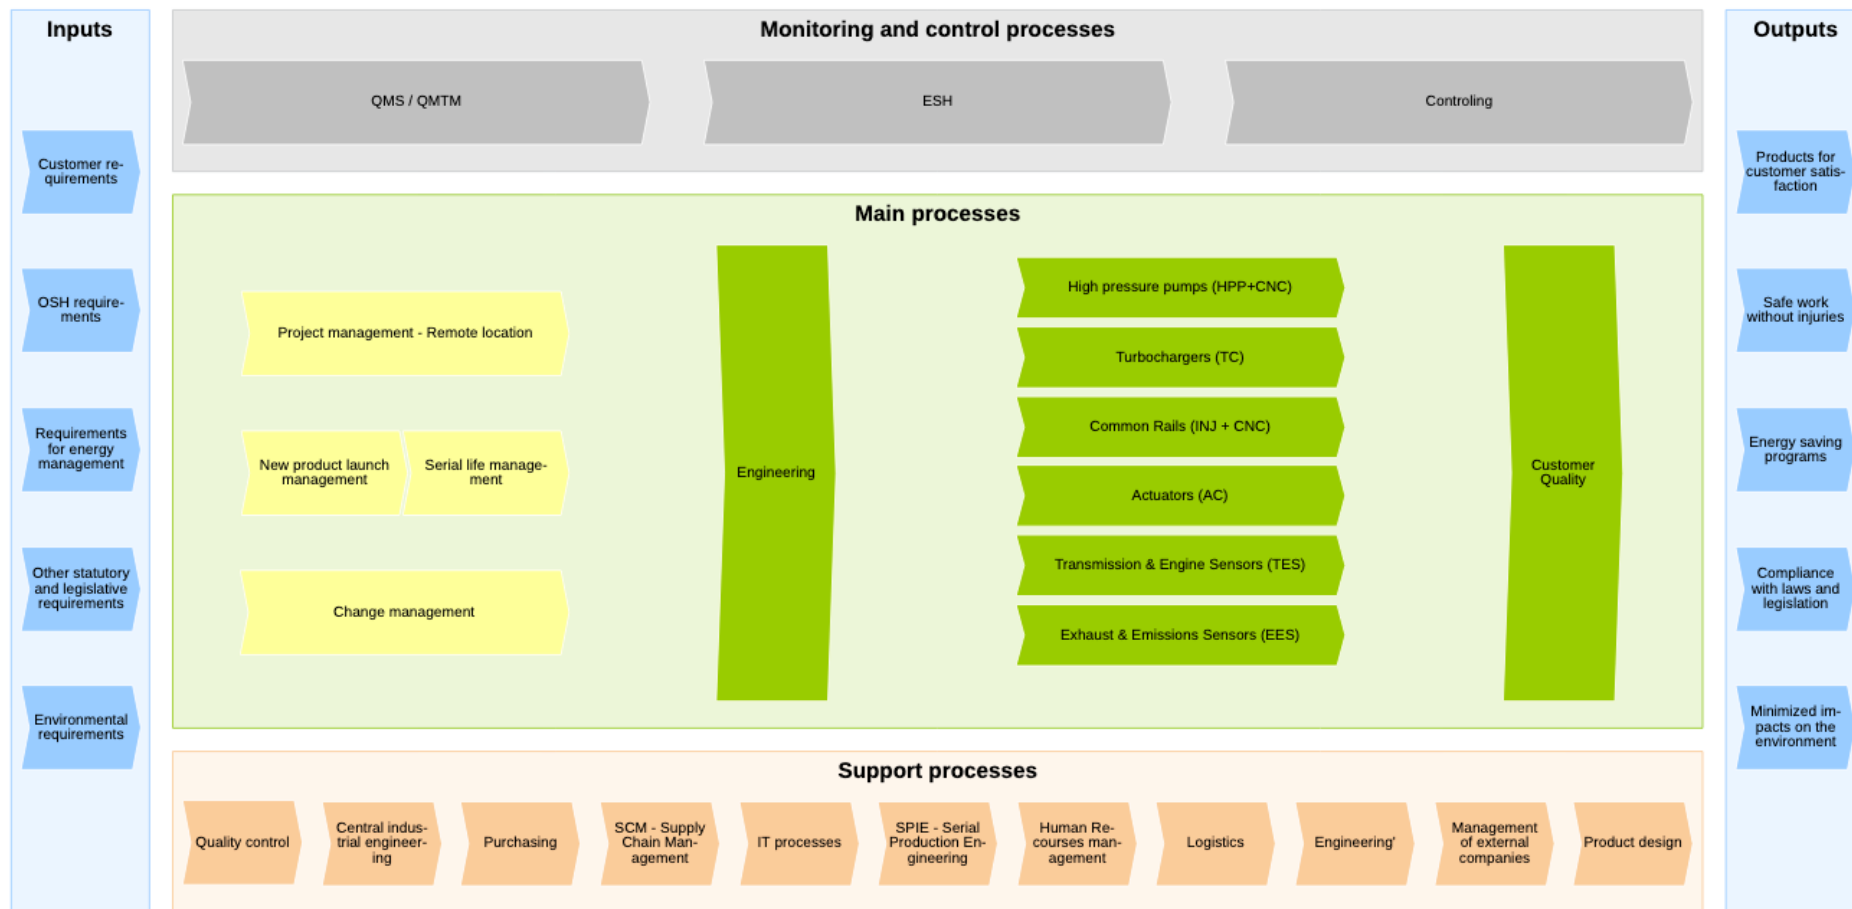 Inputs
Customer re-
quirements
OSH require-
ments
Requirements
for energy
management
Other statutory
and legislative
requirements
Environmental
requirements
Monitoring and control processes
QMS / QMTM
ESH
Controling
Main processes
Project management - Remote location
New product launch
management
Serial life manage-
ment
Change management
Engineering
High pressure pumps (HPP+CNC)
Turbochargers (TC)
Common Rails (INJ + CNC)
Actuators (AC)
Transmission & Engine Sensors (TES)
Exhaust & Emissions Sensors (EES)
Customer
Quality
Support processes
Quality control
Central indus-
trial engineer-
ing
Purchasing
SCM - Supply
Chain Man-
agement
IT processes
SPIE - Serial
Production En-
gineering
Human Re-
courses man-
agement
Logistics
Engineering'
Management
of external
companies
Product design
Outputs
Products for
customer satis-
faction
Safe work
without injuries
Energy saving
programs
Compliance
with laws and
legislation
Minimized im-
pacts on the
environment